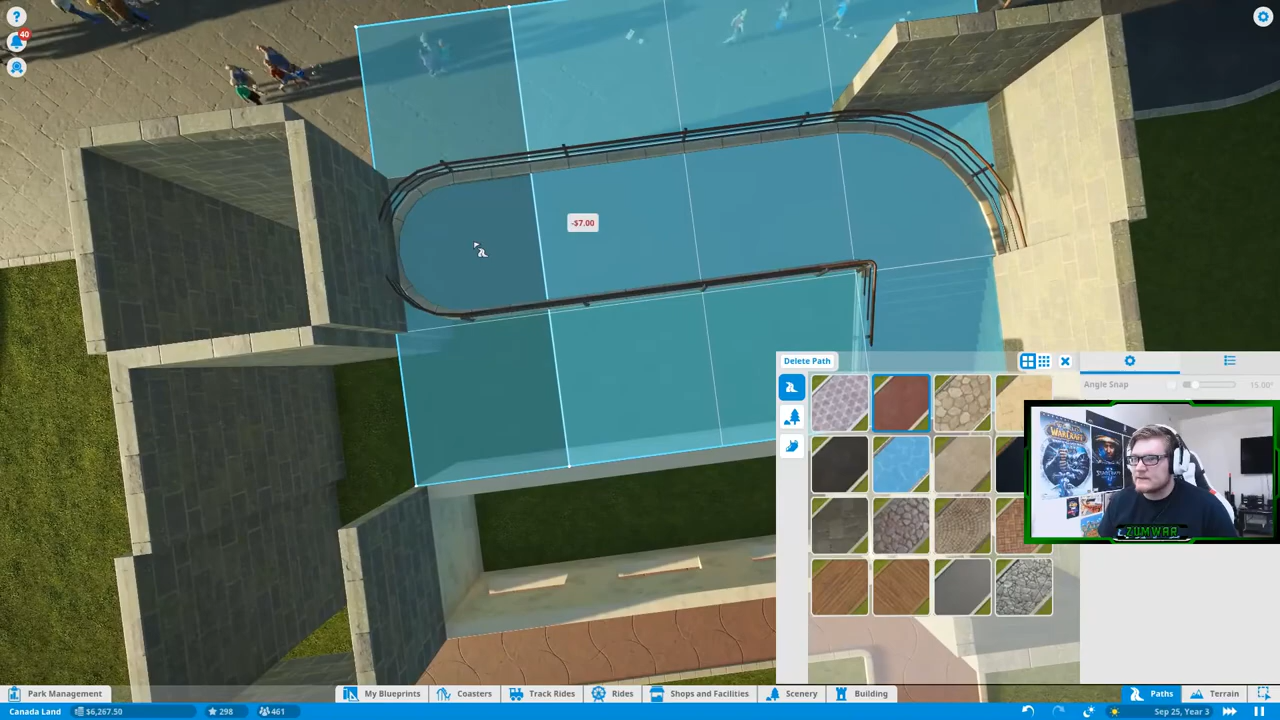 ?
40
-$7.00
Delete Path
Angle Snap
15.00°
WARCRAFT
STARCRAFT
ZUMWAR
Park Management
My Blueprints
Coasters
Track Rides
Rides
Shops and Facilities
Scenery
Building
Paths
Terrain
Canada Land
$6,267.50
298
461
Sep 25, Year 3